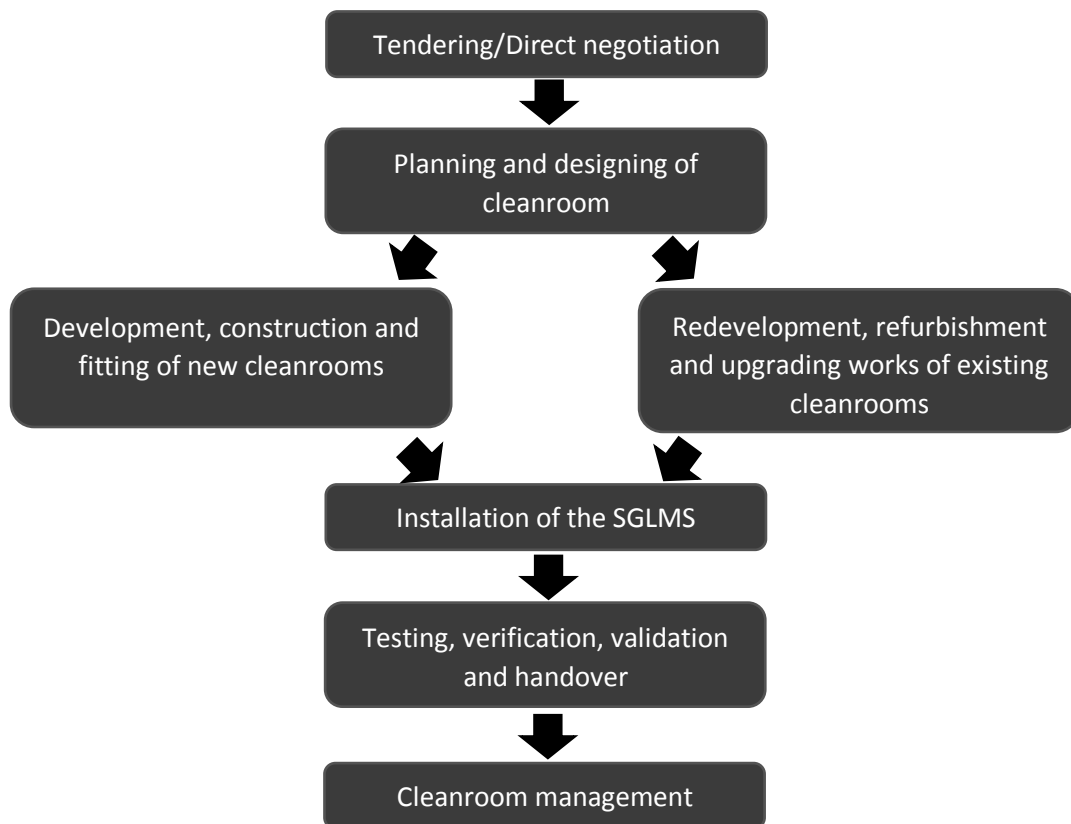 Tendering/Direct negotiation
Planning and designing of
cleanroom
Development, construction and
fitting of new cleanrooms
Redevelopment, refurbishment
and upgrading works of existing
cleanrooms
Installation of the SGLMS
Testing, verification, validation
and handover
Cleanroom management